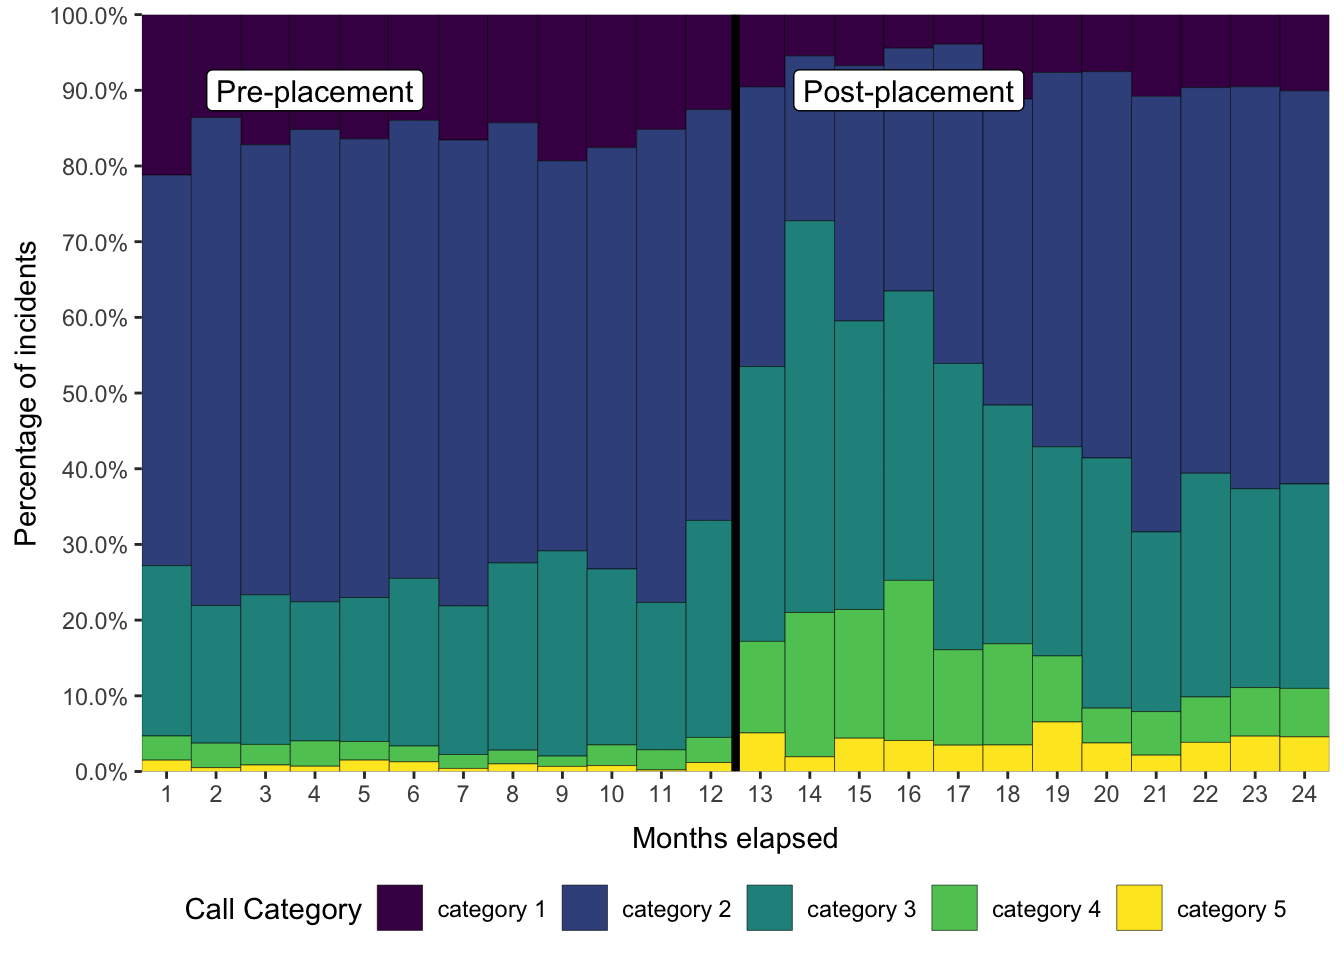 100.0%
90.0%
80.0%
70.0%
60.0%
50.0%
40.0%
30.0%
20.0%
10.0%
0.0%
Percentage of incidents
Pre-placement
Post-placement
1 2 3 4 5 6 7 8 9 10 11 12 13 14 15 16 17 18 19 20 21 22 23 24
Months elapsed
Call Category category 1 category 2 category 3 category 4 category 5